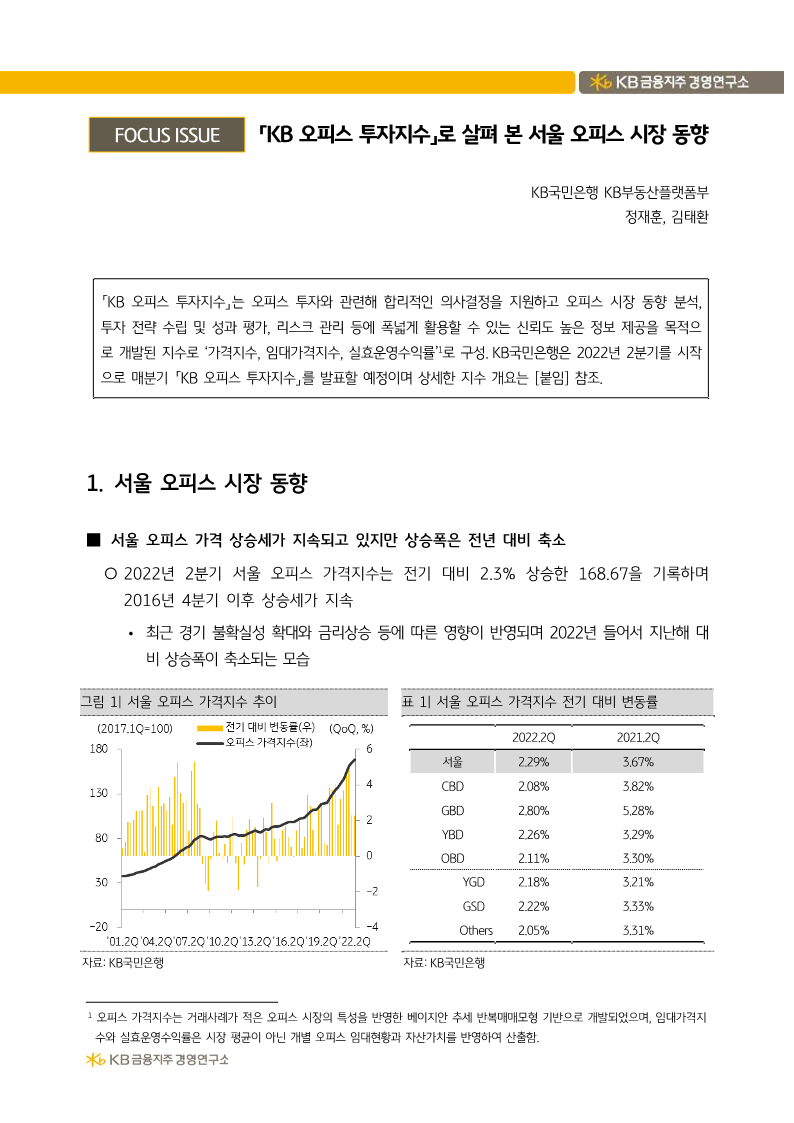 KB금융지주 경영연구소
FOCUS ISSUE
「KB 오피스 투자지수」로 살펴 본 서울 오피스 시장 동향
KB국민은행 KB부동산플랫폼부
정재훈, 김태환
「KB 오피스 투자지수」는 오피스 투자와 관련해 합리적인 의사결정을 지원하고 오피스 시장 동향 분석,
투자 전략 수립 및 성과 평가, 리스크 관리 등에 폭넓게 활용할 수 있는 신뢰도 높은 정보 제공을 목적으
로 개발된 지수로 ‘가격지수, 임대가격지수, 실효운영수익률’¹로 구성. KB국민은행은 2022년 2분기를 시작
으로 매분기 「KB 오피스 투자지수」를 발표할 예정이며 상세한 지수 개요는 [붙임] 참조.
1. 서울 오피스 시장 동향
■ 서울 오피스 가격 상승세가 지속되고 있지만 상승폭은 전년 대비 축소
○ 2022년 2분기 서울 오피스 가격지수는 전기 대비 2.3% 상승한 168.67을 기록하며
2016년 4분기 이후 상승세가 지속
• 최근 경기 불확실성 확대와 금리상승 등에 따른 영향이 반영되며 2022년 들어서 지난해 대
비 상승폭이 축소되는 모습
그림 1| 서울 오피스 가격지수 추이
(2017.1Q=100) 전기 대비 변동률(우) (QoQ, %)
오피스 가격지수(좌)
180 6
4
130
2
80
0
30
-2
-20 -4
'01.2Q '04.2Q '07.2Q '10.2Q '13.2Q '16.2Q '19.2Q '22.2Q
자료: KB국민은행
표 1| 서울 오피스 가격지수 전기 대비 변동률
2022.2Q 2021.2Q
서울 2.29% 3.67%
CBD 2.08% 3.82%
GBD 2.80% 5.28%
YBD 2.26% 3.29%
OBD 2.11% 3.30%
YGD 2.18% 3.21%
GSD 2.22% 3.33%
Others 2.05% 3.31%
자료: KB국민은행
¹ 오피스 가격지수는 거래사례가 적은 오피스 시장의 특성을 반영한 베이지안 추세 반복매매모형 기반으로 개발되었으며, 임대가격지
수와 실효운영수익률은 시장 평균이 아닌 개별 오피스 임대현황과 자산가치를 반영하여 산출함.
KB금융지주 경영연구소